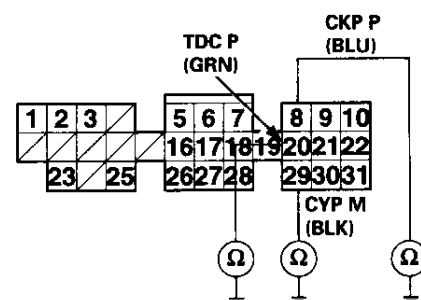 CKP P
(BLU)
TDC P
(GRN)
1 2 3 5 6 7 8 9 10
16 17 18 19 20 21 22
23 25 26 27 28 29 30 31
CYP M
(BLK)
Ω Ω Ω